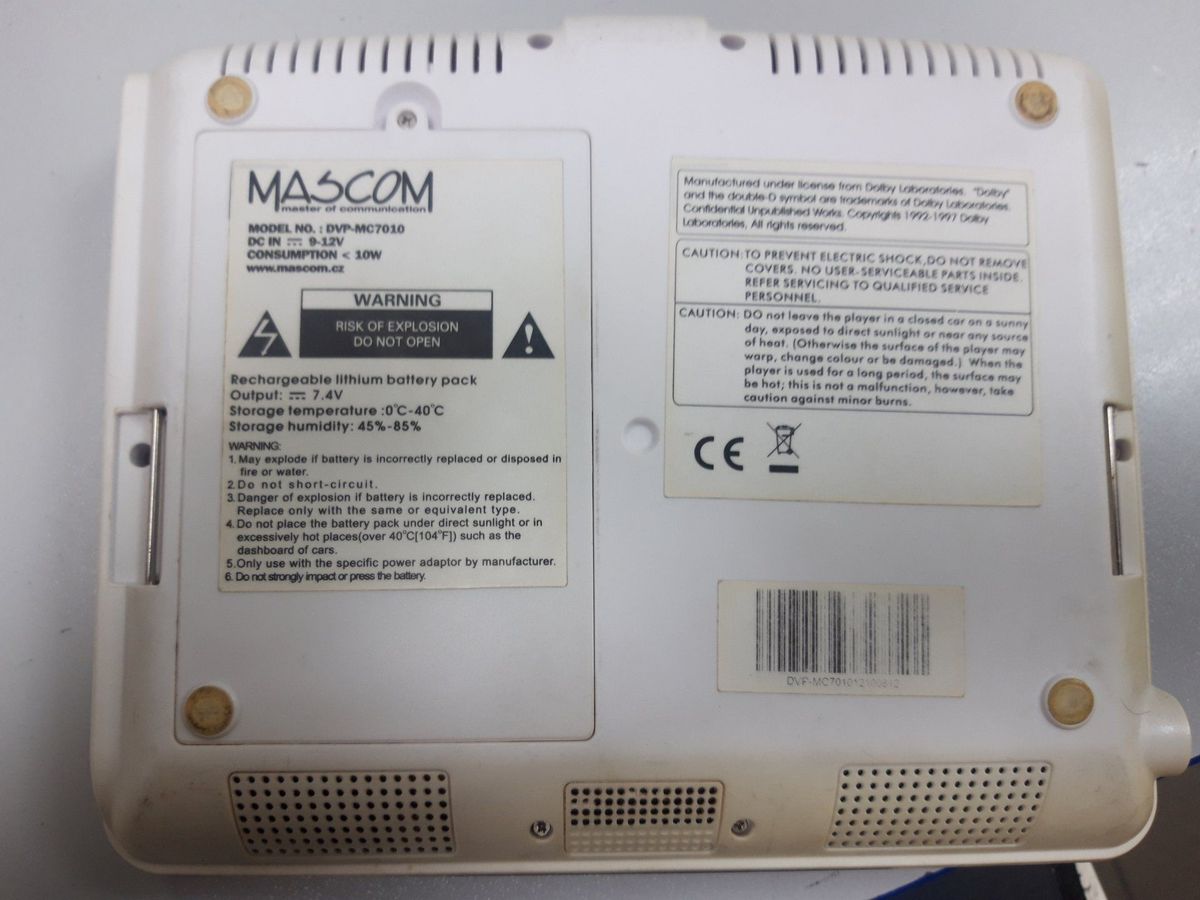 MASCOM
master of communication
MODEL NO. : DVP-MC7010
DC IN ⎓ 9-12V
CONSUMPTION < 10W
www.mascom.cz
WARNING
RISK OF EXPLOSION
DO NOT OPEN
Rechargeable lithium battery pack
Output: ⎓ 7.4V
Storage temperature :0℃-40℃
Storage humidity: 45%-85%
WARNING:
1. May explode if battery is incorrectly replaced or disposed in
fire or water.
2. Do not short-circuit.
3. Danger of explosion if battery is incorrectly replaced.
Replace only with the same or equivalent type.
4. Do not place the battery pack under direct sunlight or in
excessively hot places(over 40℃[104℉]) such as the
dashboard of cars.
5.Only use with the specific power adaptor by manufacturer.
6. Do not strongly impact or press the battery.
Manufactured under license from Dolby Laboratories. "Dolby"
and the double-D symbol are trademarks of Dolby Laboratories.
Confidential Unpublished Works. Copyrights 1992-1997 Dolby
Laboratories, All rights reserved.
CAUTION: TO PREVENT ELECTRIC SHOCK,DO NOT REMOVE
COVERS. NO USER-SERVICEABLE PARTS INSIDE.
REFER SERVICING TO QUALIFIED SERVICE
PERSONNEL.
CAUTION: DO not leave the player in a closed car on a sunny
day, exposed to direct sunlight or near any source
of heat. (Otherwise the surface of the player may
warp, change colour or be damaged.) When the
player is used for a long period, the surface may
be hot; this is not a malfunction, however, take
caution against minor burns.
CE